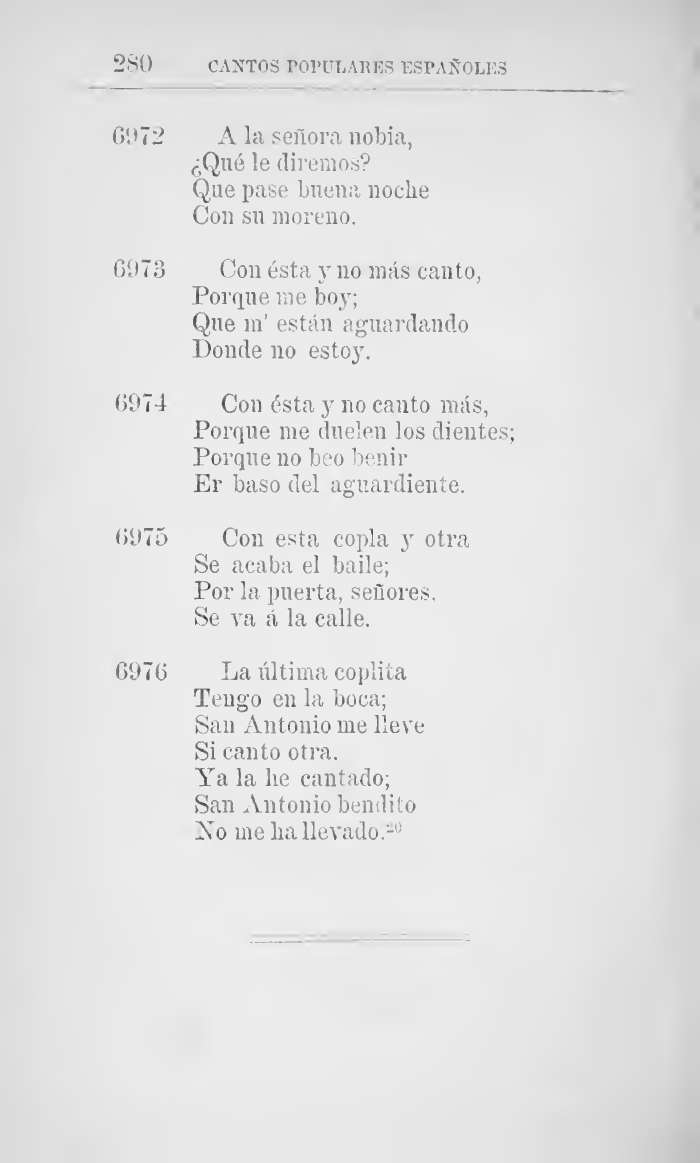 280 CANTOS POPULARES ESPAÑOLES
6972 A la señora nobia,
¿Qué le diremos?
Que pase buena noche
Con su moreno.
6973 Con ésta y no más canto,
Porque me boy;
Que m' están aguardando
Donde no estoy.
6974 Con ésta y no canto más,
Porque me duelen los dientes;
Porque no beo benir
Er baso del aguardiente.
6975 Con esta copla y otra
Se acaba el baile;
Por la puerta, señores,
Se va á la calle.
6976 La última coplita
Tengo en la boca;
San Antonio me lleve
Si canto otra.
Ya la he cantado;
San Antonio bendito
No me ha llevado.²⁰